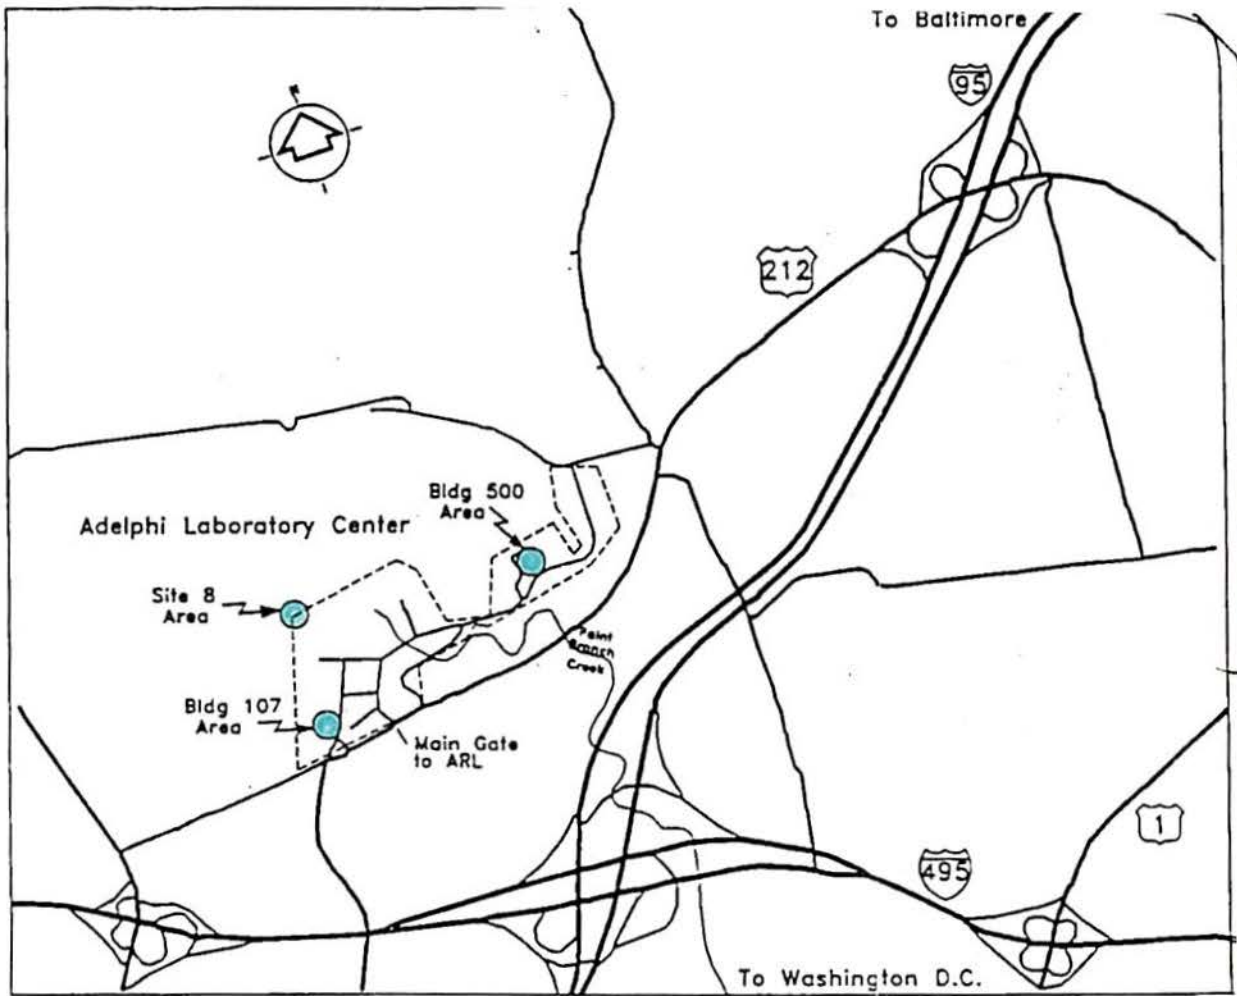 To Baltimore
95
212
Bldg 500
Area
Adelphi Laboratory Center
Site 8
Area
Paint
Branch
Creek
Bldg 107
Area
Main Gate
to ARL
1
495
To Washington D.C.